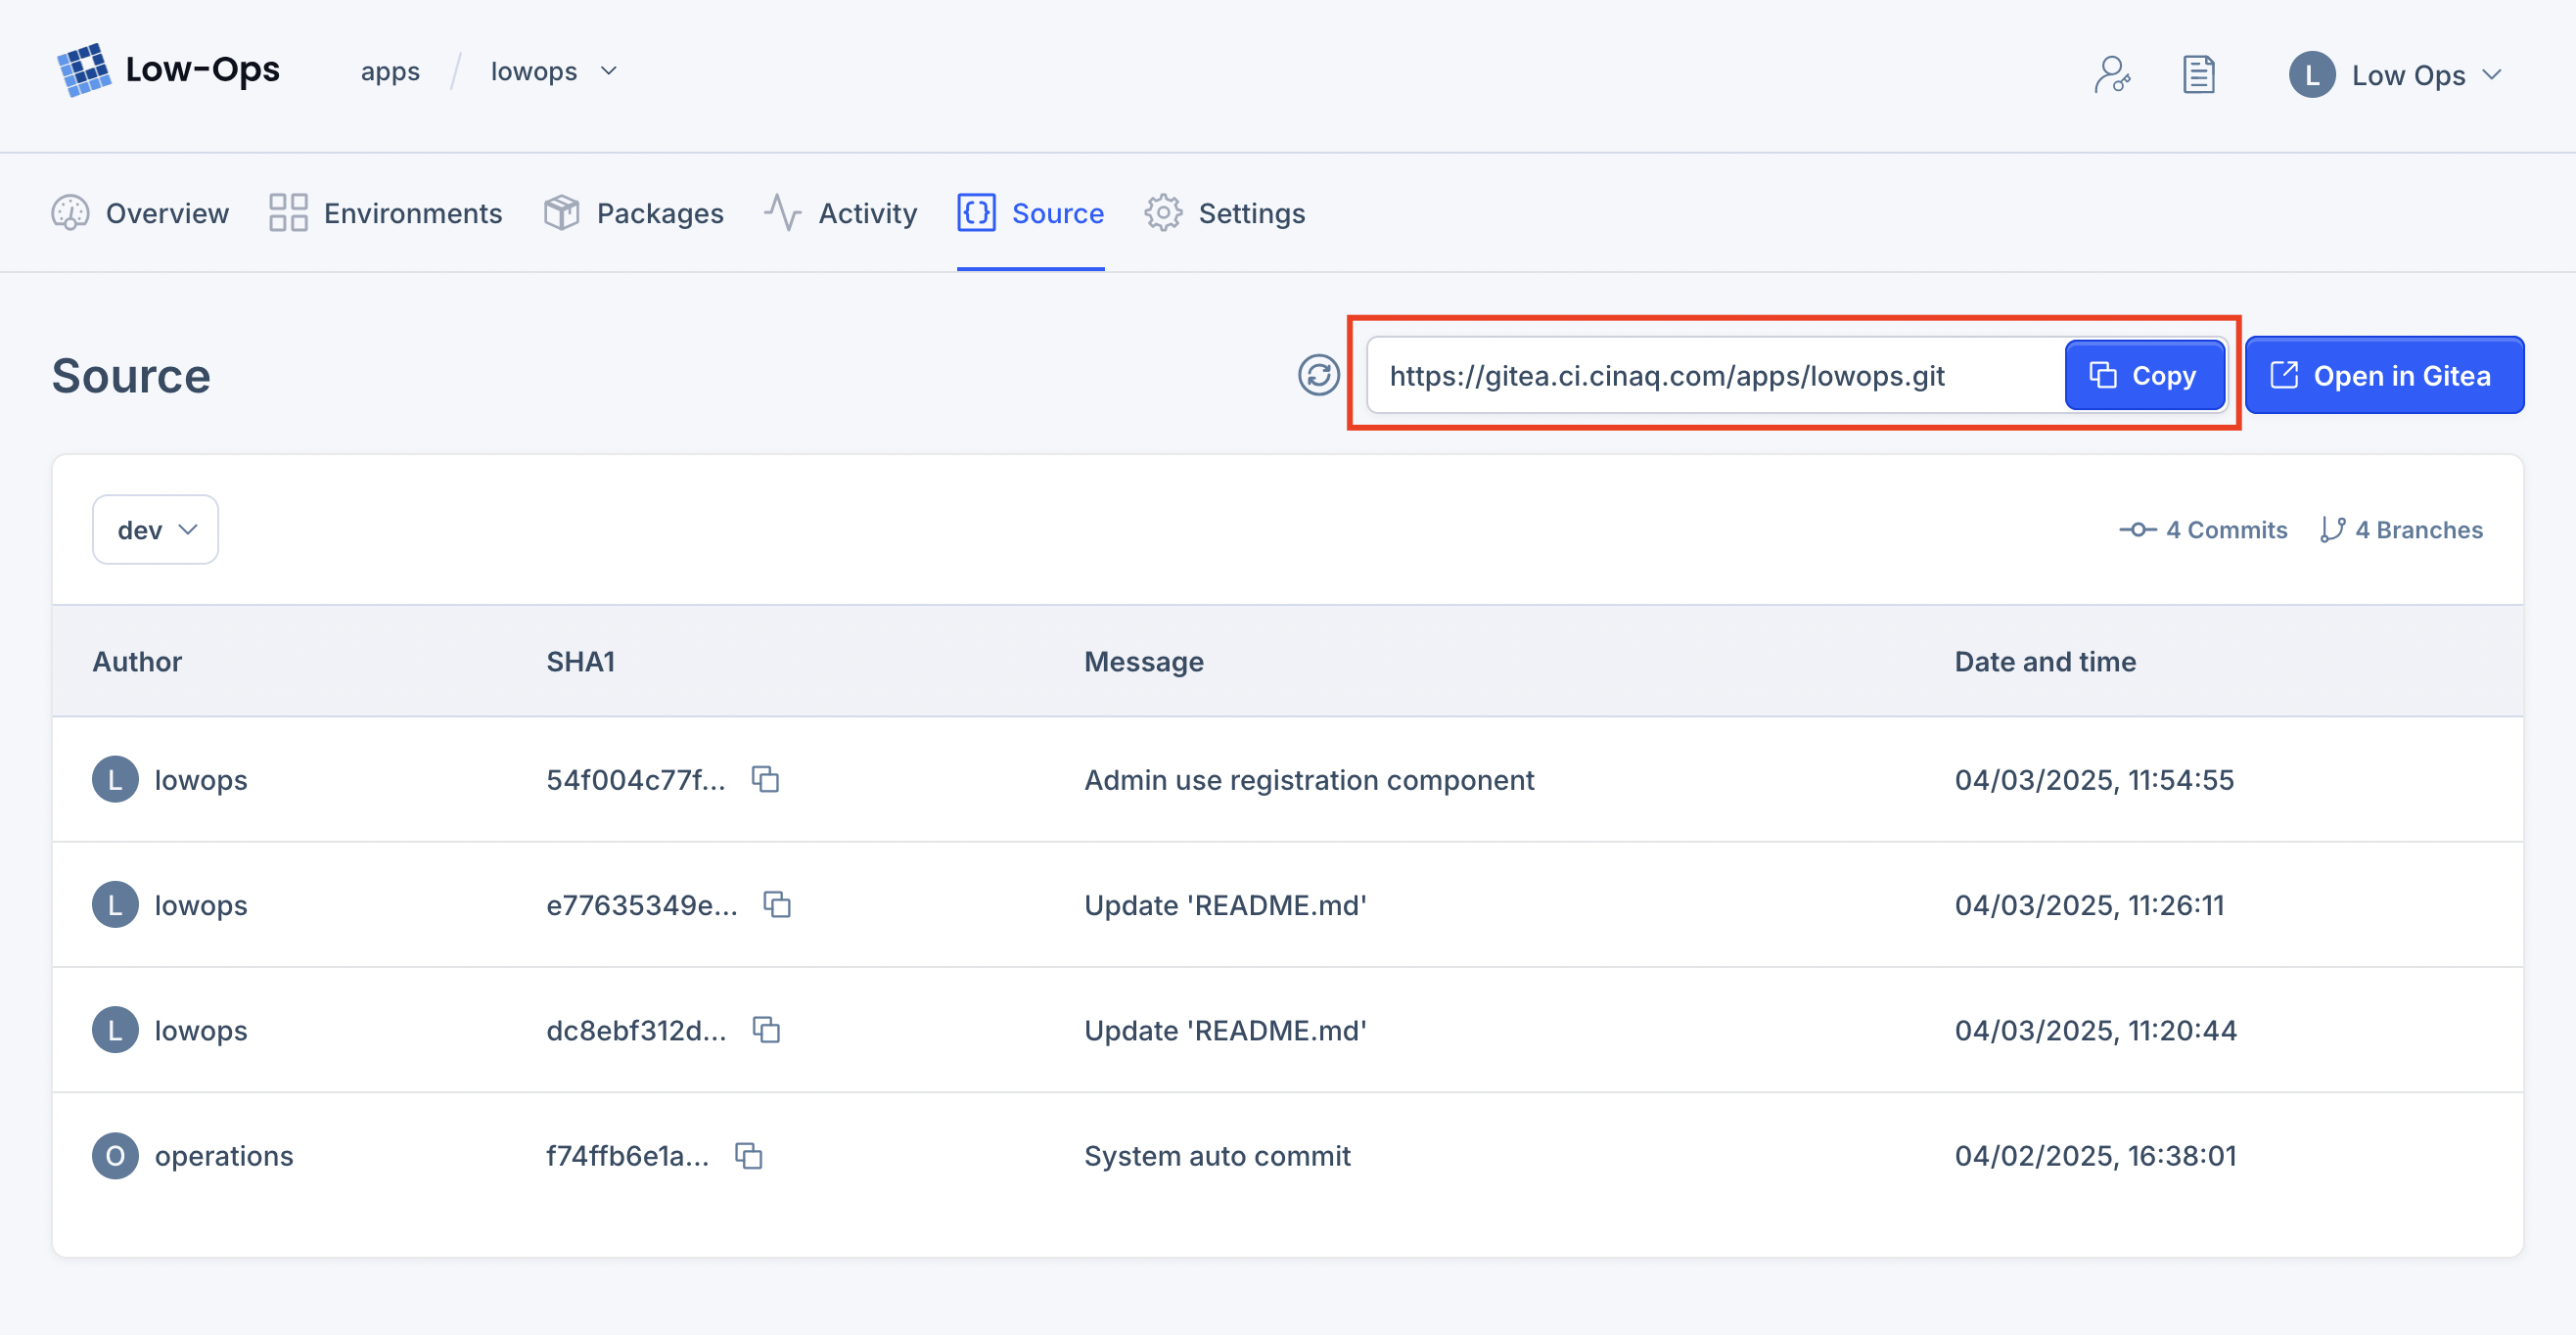 Low-Ops apps / lowops L Low Ops
Overview Environments Packages Activity Source Settings
Source https://gitea.ci.cinaq.com/apps/lowops.git Copy Open in Gitea
dev 4 Commits 4 Branches
Author SHA1 Message Date and time
L lowops 54f004c77f... Admin use registration component 04/03/2025, 11:54:55
L lowops e77635349e... Update 'README.md' 04/03/2025, 11:26:11
L lowops dc8ebf312d... Update 'README.md' 04/03/2025, 11:20:44
O operations f74ffb6e1a... System auto commit 04/02/2025, 16:38:01